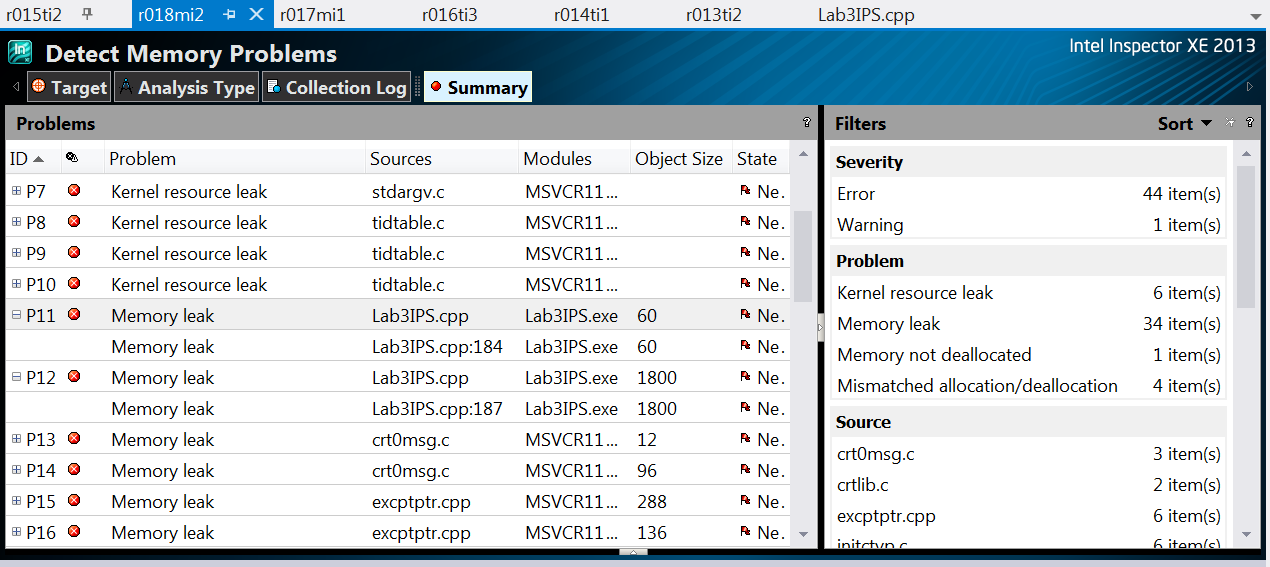 r015ti2 r018mi2 r017mi1 r016ti3 r014ti1 r013ti2 Lab3IPS.cpp
Detect Memory Problems
Intel Inspector XE 2013
Target Analysis Type Collection Log Summary
Problems ?
ID Problem Sources Modules Object Size State
P7 Kernel resource leak stdargv.c MSVCR11... Ne.
P8 Kernel resource leak tidtable.c MSVCR11... Ne.
P9 Kernel resource leak tidtable.c MSVCR11... Ne.
P10 Kernel resource leak tidtable.c MSVCR11... Ne.
P11 Memory leak Lab3IPS.cpp Lab3IPS.exe 60 Ne.
Memory leak Lab3IPS.cpp:184 Lab3IPS.exe 60 Ne.
P12 Memory leak Lab3IPS.cpp Lab3IPS.exe 1800 Ne.
Memory leak Lab3IPS.cpp:187 Lab3IPS.exe 1800 Ne.
P13 Memory leak crt0msg.c MSVCR11... 12 Ne.
P14 Memory leak crt0msg.c MSVCR11... 96 Ne.
P15 Memory leak excptptr.cpp MSVCR11... 288 Ne.
P16 Memory leak excptptr.cpp MSVCR11... 136 Ne.
Filters Sort ?
Severity
Error 44 item(s)
Warning 1 item(s)
Problem
Kernel resource leak 6 item(s)
Memory leak 34 item(s)
Memory not deallocated 1 item(s)
Mismatched allocation/deallocation 4 item(s)
Source
crt0msg.c 3 item(s)
crtlib.c 2 item(s)
excptptr.cpp 6 item(s)
6 item(s)